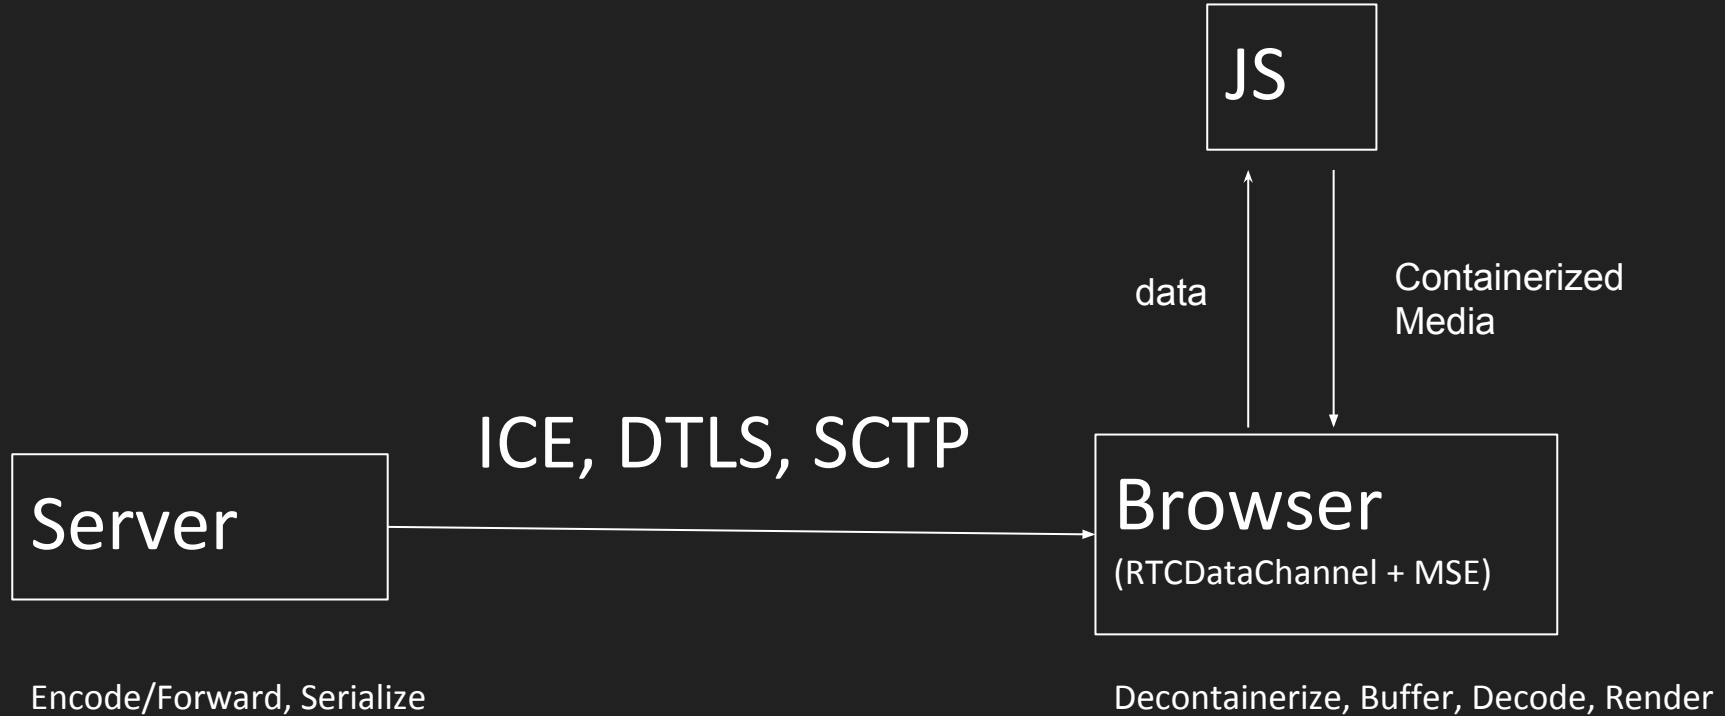 JS
data
Containerized
Media
ICE, DTLS, SCTP
Server
Browser
(RTCDataChannel + MSE)
Encode/Forward, Serialize
Decontainerize, Buffer, Decode, Render